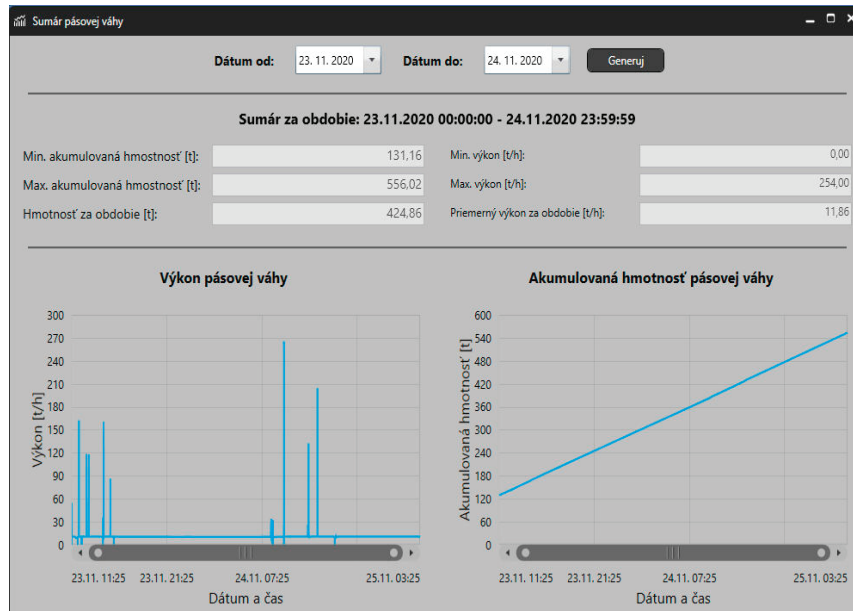 Sumár pásovej váhy
Dátum od: 23. 11. 2020 Dátum do: 24. 11. 2020 Generuj
Sumár za obdobie: 23.11.2020 00:00:00 - 24.11.2020 23:59:59
Min. akumulovaná hmostnosť [t]: 131,16 Min. výkon [t/h]: 0,00
Max. akumulovaná hmostnosť [t]: 556,02 Max. výkon [t/h]: 254,00
Hmotnosť za obdobie [t]: 424,86 Priemerný výkon za obdobie [t/h]: 11,86
Výkon pásovej váhy
300
270
240
210
180
150
120
90
60
30
0
Výkon [t/h]
23.11. 11:25 23.11. 21:25 24.11. 07:25 25.11. 03:25
Dátum a čas
Akumulovaná hmotnosť pásovej váhy
600
540
480
420
360
300
240
180
120
60
0
Akumulovaná hmotnosť [t]
23.11. 11:25 23.11. 21:25 24.11. 07:25 25.11. 03:25
Dátum a čas